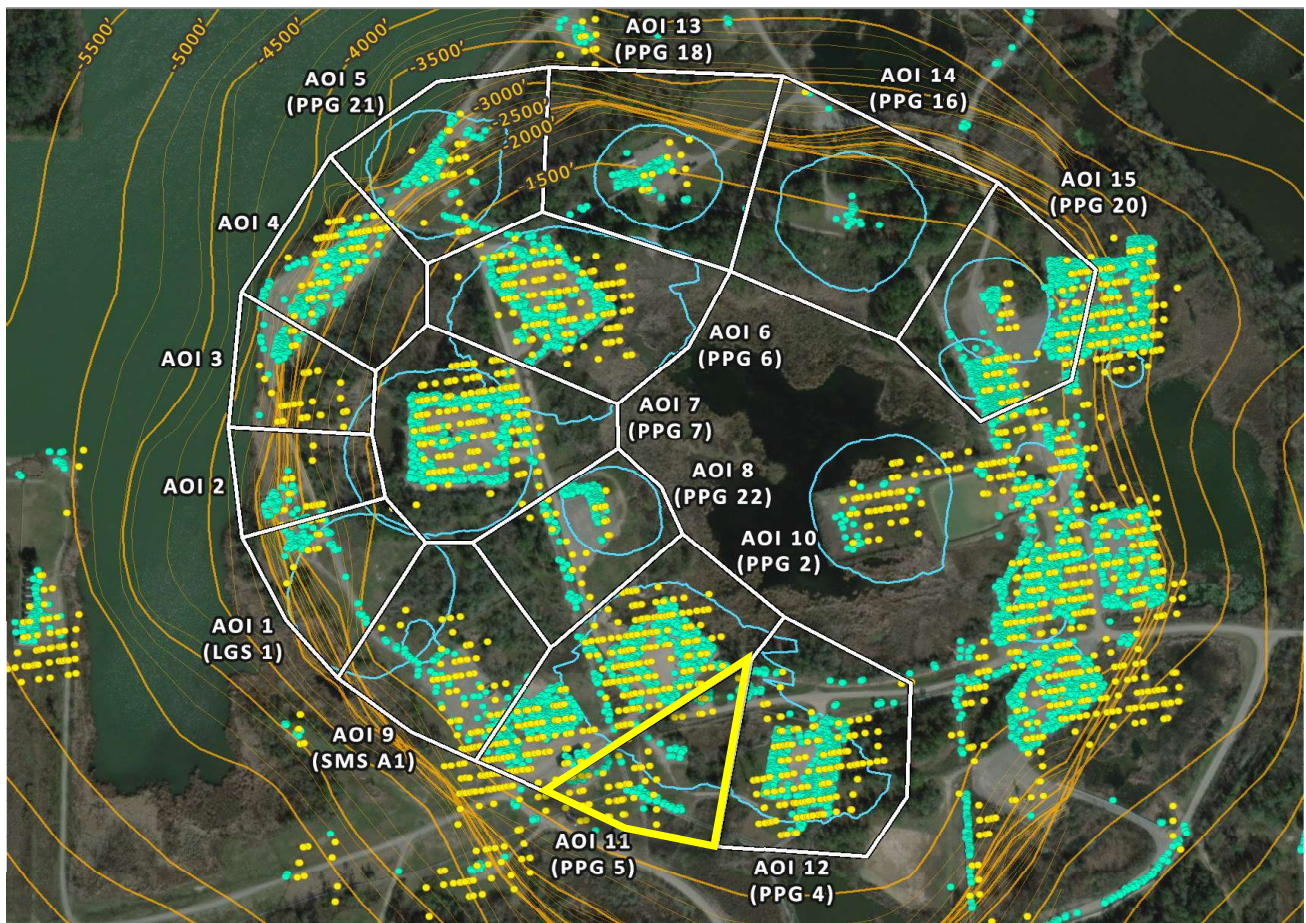 -5500'
-5000'
-4500'
-4000'
-3500'
-3000'
-2500'
-2000'
-1500'
AOI 13
(PPG 18)
AOI 5
(PPG 21)
AOI 14
(PPG 16)
AOI 15
(PPG 20)
AOI 4
AOI 3
AOI 6
(PPG 6)
AOI 7
(PPG 7)
AOI 8
(PPG 22)
AOI 2
AOI 10
(PPG 2)
AOI 1
(LGS 1)
AOI 9
(SMS A1)
AOI 11
(PPG 5)
AOI 12
(PPG 4)